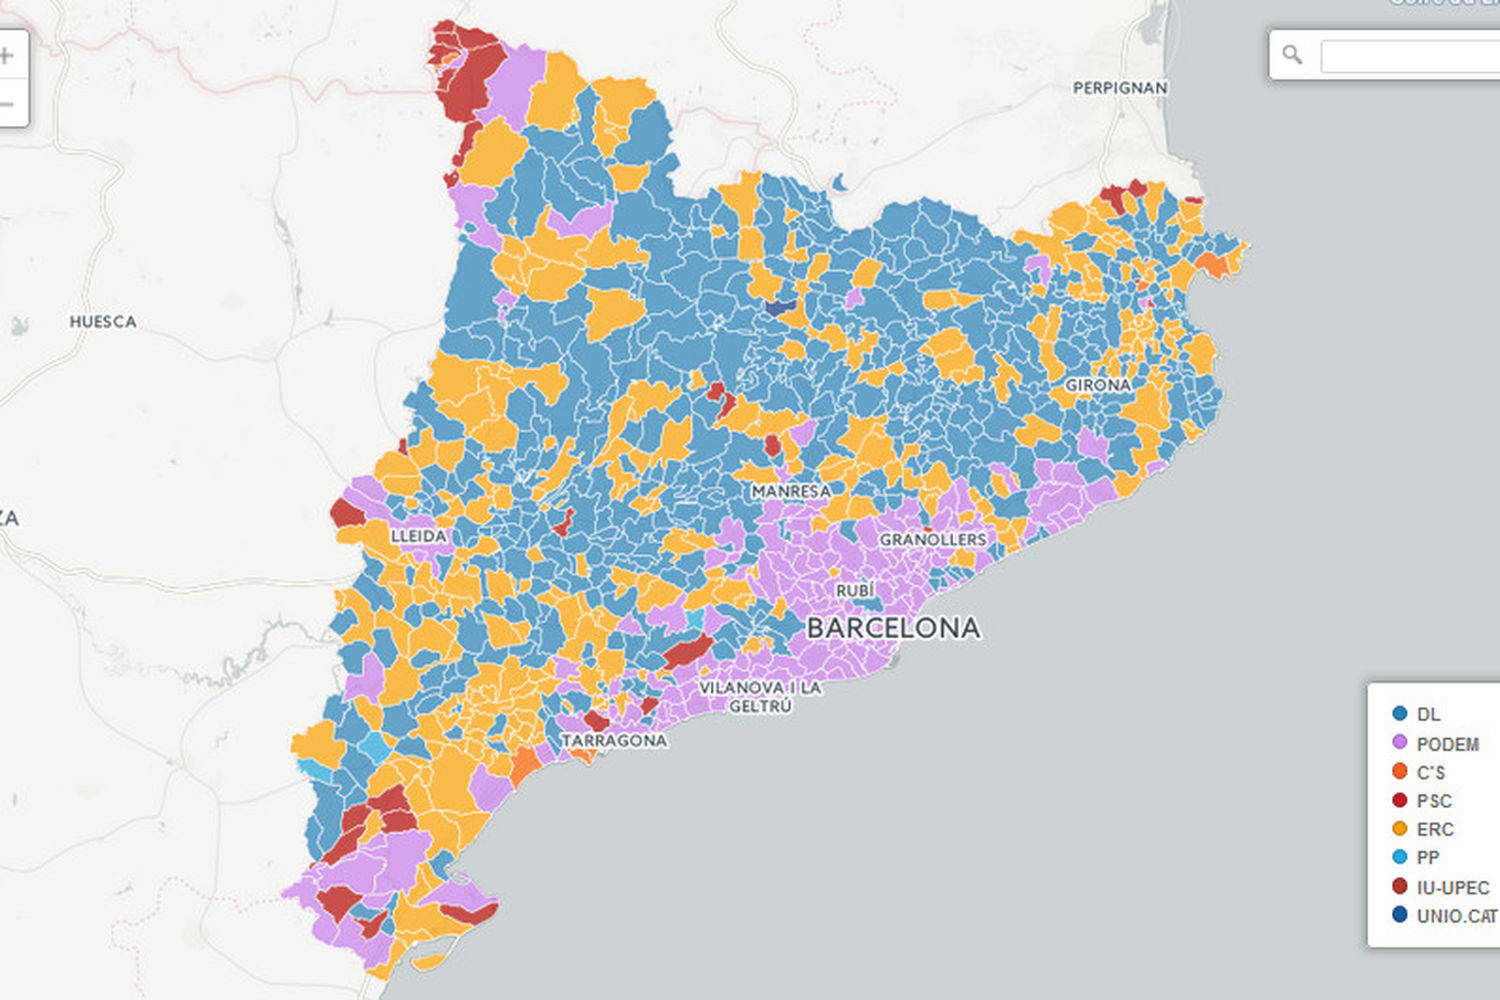 +
PERPIGNAN
−
HUESCA
GIRONA
MANRESA
ZA
LLEIDA
GRANOLLERS
RUBÍ
BARCELONA
VILANOVA I LA
GELTRÚ
TARRAGONA
DL
PODEM
C'S
PSC
ERC
PP
IU-UPEC
UNIO.CAT